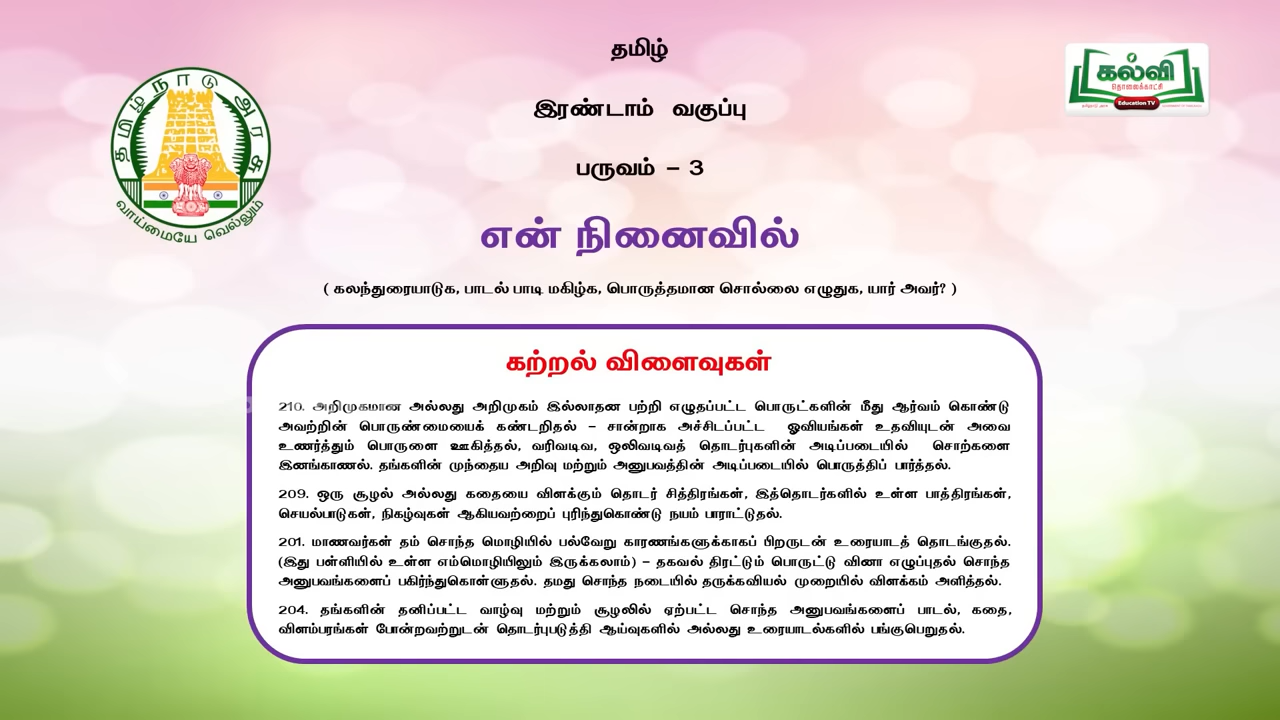 தமிழ்
இரண்டாம் வகுப்பு
பருவம் – 3
தமிழ் நாடு அரசு
வாய்மையே வெல்லும்
கல்வி
தொலைக்காட்சி
Education TV
என் நினைவில்
( கலந்துரையாடுக, பாடல் பாடி மகிழ்க, பொருத்தமான சொல்லை எழுதுக, யார் அவர்? )
கற்றல் விளைவுகள்
210. அறிமுகமான அல்லது அறிமுகம் இல்லாதன பற்றி எழுதப்பட்ட பொருட்களின் மீது ஆர்வம் கொண்டு
அவற்றின் பொருண்மையைக் கண்டறிதல் – சான்றாக அச்சிடப்பட்ட ஓவியங்கள் உதவியுடன் அவை
உணர்த்தும் பொருளை ஊகித்தல், வரிவடிவ, ஒலிவடிவத் தொடர்புகளின் அடிப்படையில் சொற்களை
இனங்காணல். தங்களின் முந்தைய அறிவு மற்றும் அனுபவத்தின் அடிப்படையில் பொருத்திப் பார்த்தல்.
209. ஒரு சூழல் அல்லது கதையை விளக்கும் தொடர் சித்திரங்கள், இத்தொடர்களில் உள்ள பாத்திரங்கள்,
செயல்பாடுகள், நிகழ்வுகள் ஆகியவற்றைப் புரிந்துகொண்டு நயம் பாராட்டுதல்.
201. மாணவர்கள் தம் சொந்த மொழியில் பல்வேறு காரணங்களுக்காகப் பிறருடன் உரையாடத் தொடங்குதல்.
(இது பள்ளியில் உள்ள எம்மொழியிலும் இருக்கலாம்) – தகவல் திரட்டும் பொருட்டு வினா எழுப்புதல் சொந்த
அனுபவங்களைப் பகிர்ந்துகொள்ளுதல். தமது சொந்த நடையில் தருக்கவியல் முறையில் விளக்கம் அளித்தல்.
204. தங்களின் தனிப்பட்ட வாழ்வு மற்றும் சூழலில் ஏற்பட்ட சொந்த அனுபவங்களைப் பாடல், கதை,
விளம்பரங்கள் போன்றவற்றுடன் தொடர்புபடுத்தி ஆய்வுகளில் அல்லது உரையாடல்களில் பங்குபெறுதல்.